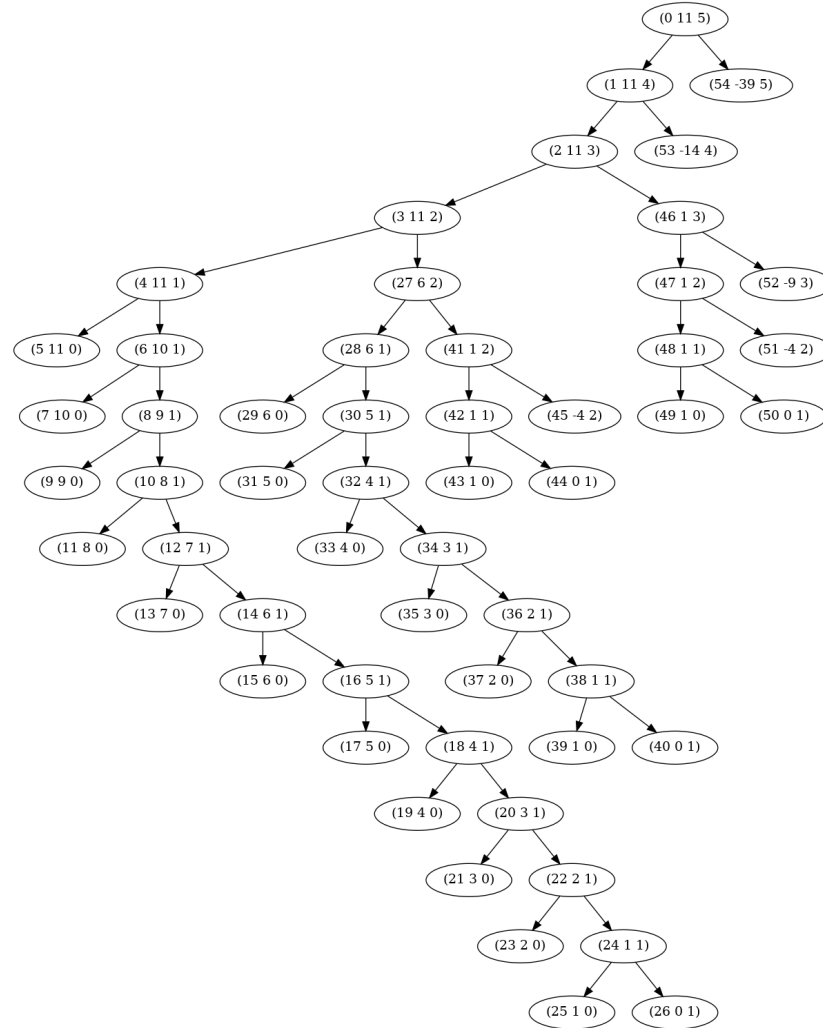 (0 11 5)
(1 11 4)
(54 -39 5)
(2 11 3)
(53 -14 4)
(3 11 2)
(46 1 3)
(4 11 1)
(27 6 2)
(47 1 2)
(52 -9 3)
(5 11 0)
(6 10 1)
(28 6 1)
(41 1 2)
(48 1 1)
(51 -4 2)
(7 10 0)
(8 9 1)
(29 6 0)
(30 5 1)
(42 1 1)
(45 -4 2)
(49 1 0)
(50 0 1)
(9 9 0)
(10 8 1)
(31 5 0)
(32 4 1)
(43 1 0)
(44 0 1)
(11 8 0)
(12 7 1)
(33 4 0)
(34 3 1)
(13 7 0)
(14 6 1)
(35 3 0)
(36 2 1)
(15 6 0)
(16 5 1)
(37 2 0)
(38 1 1)
(17 5 0)
(18 4 1)
(39 1 0)
(40 0 1)
(19 4 0)
(20 3 1)
(21 3 0)
(22 2 1)
(23 2 0)
(24 1 1)
(25 1 0)
(26 0 1)